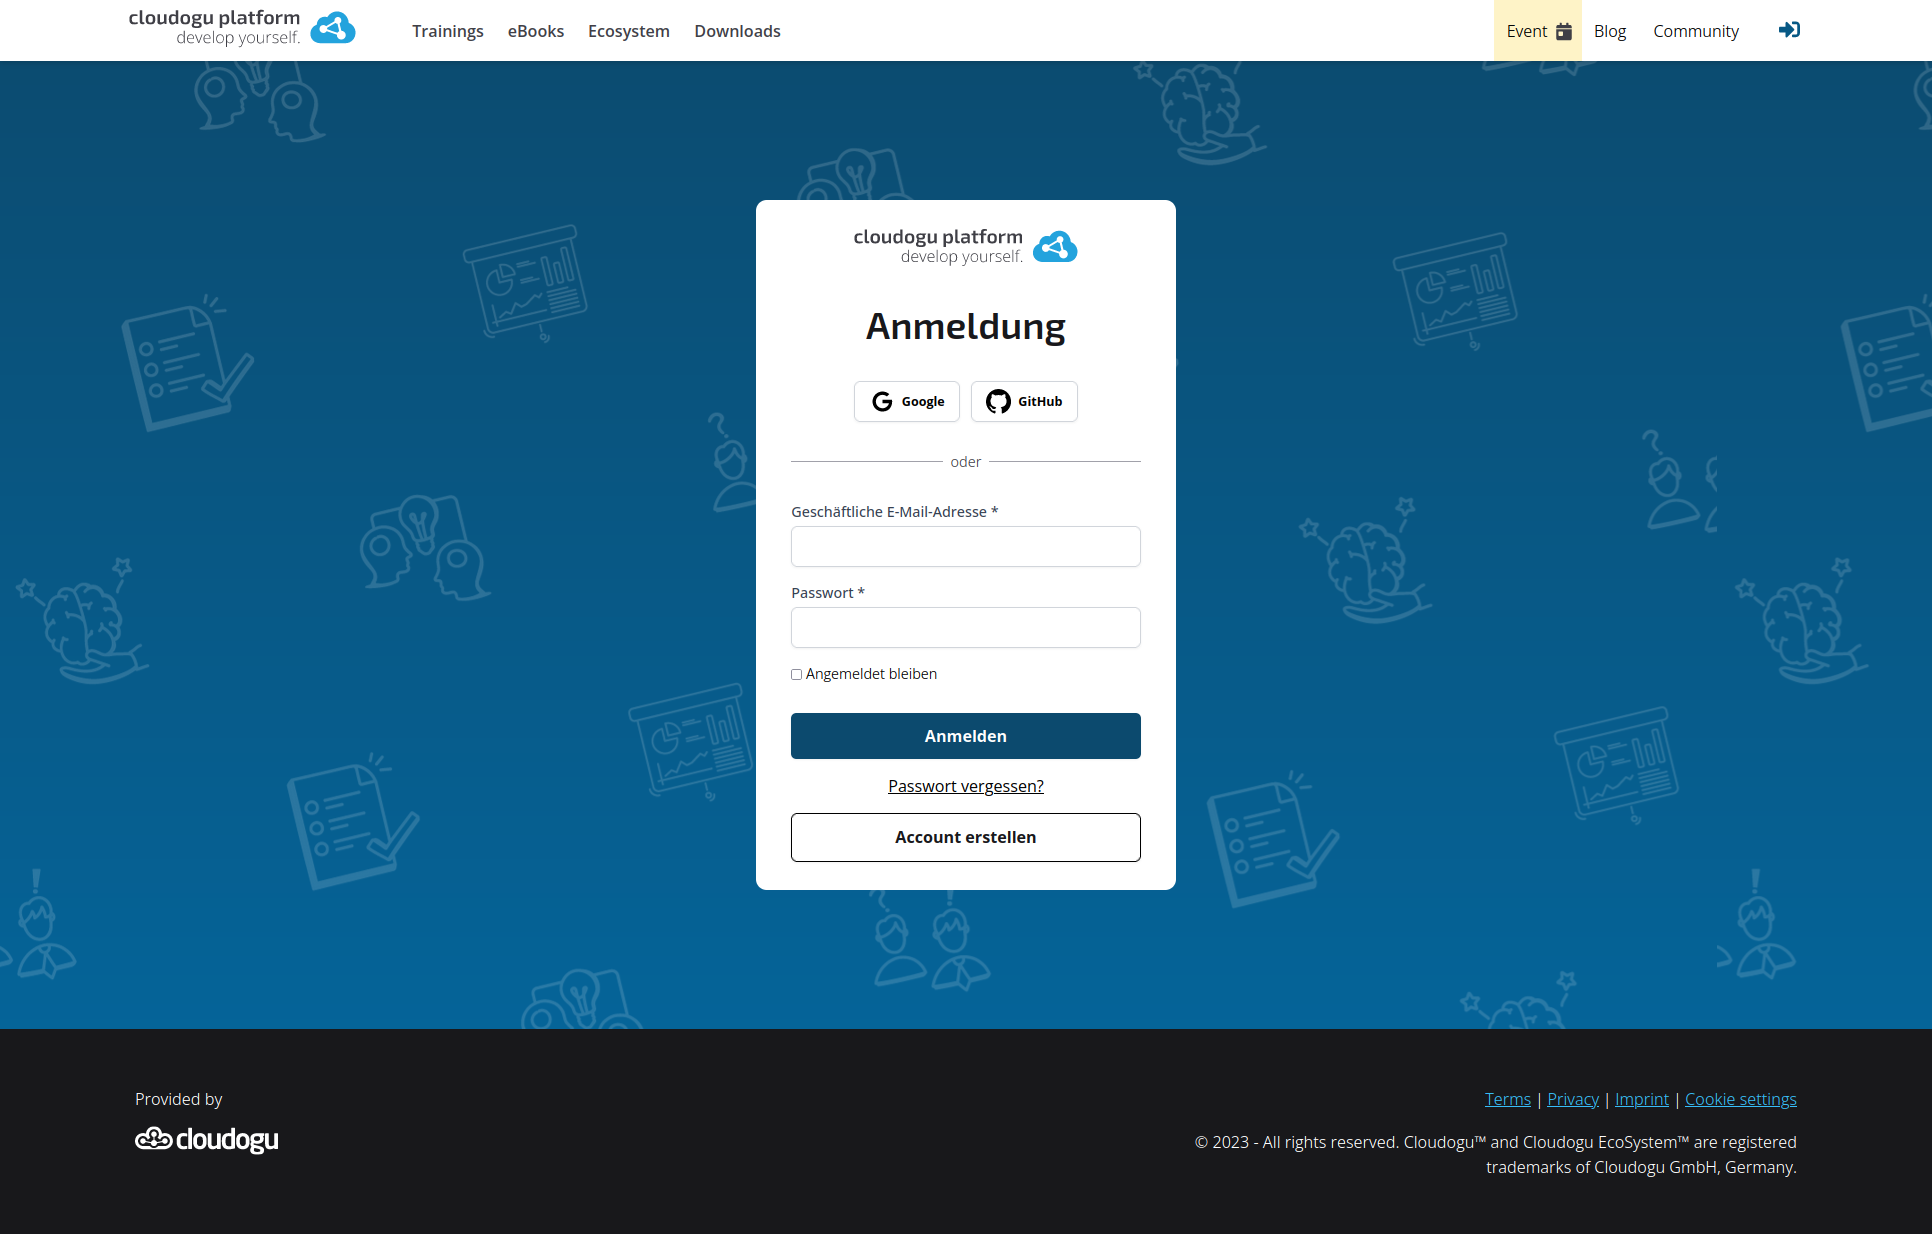 cloudogu platform
develop yourself.
Trainings eBooks Ecosystem Downloads
Event Blog Community
cloudogu platform
develop yourself.
Anmeldung
Google GitHub
oder
Geschäftliche E-Mail-Adresse *
Passwort *
Angemeldet bleiben
Anmelden
Passwort vergessen?
Account erstellen
Provided by
cloudogu
Terms | Privacy | Imprint | Cookie settings
© 2023 - All rights reserved. Cloudogu™ and Cloudogu EcoSystem™ are registered
trademarks of Cloudogu GmbH, Germany.